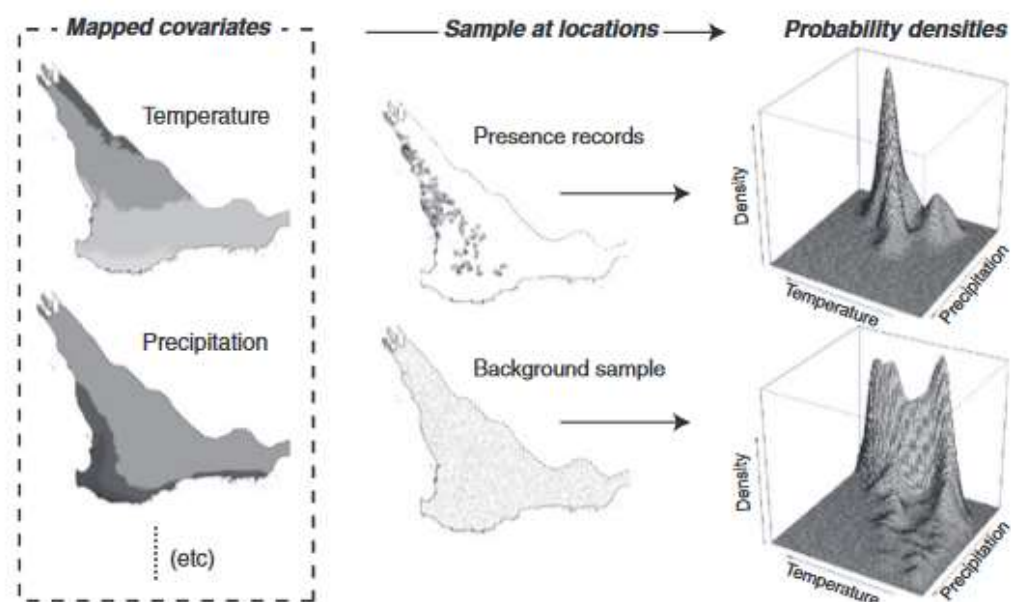 Mapped covariates
Sample at locations
Probability densities
Temperature
Presence records
Density
Temperature
Precipitation
Precipitation
Background sample
Density
Temperature
Precipitation
(etc)